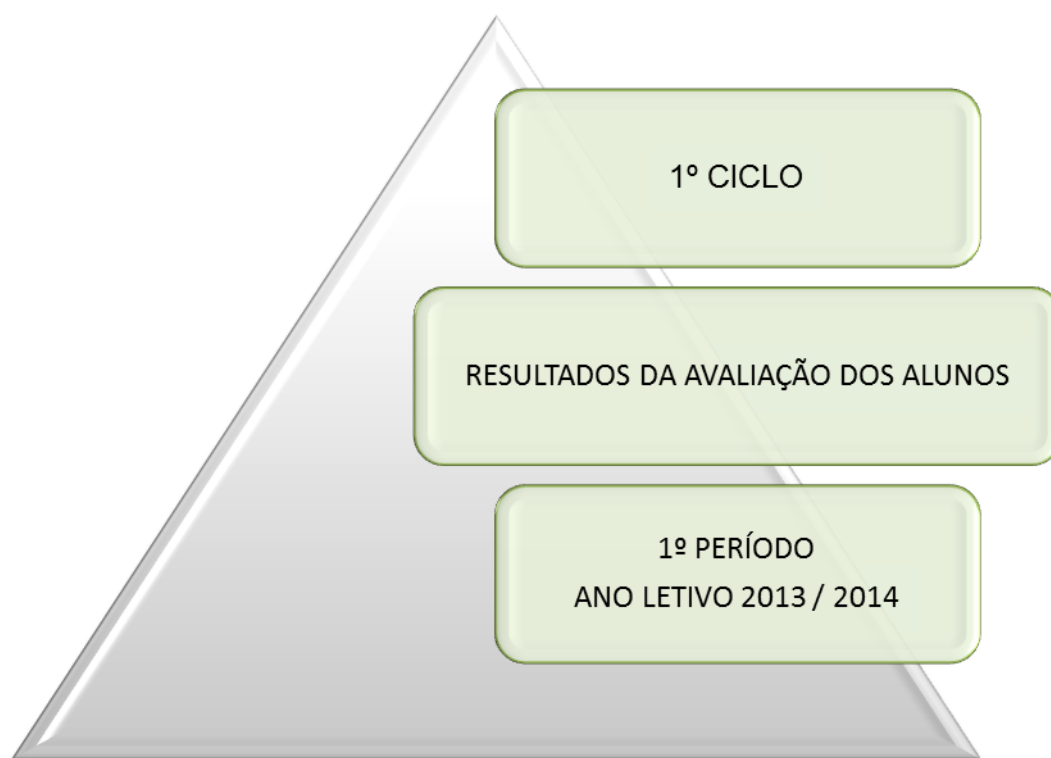 1º CICLO
RESULTADOS DA AVALIAÇÃO DOS ALUNOS
1º PERÍODO
ANO LETIVO 2013 / 2014